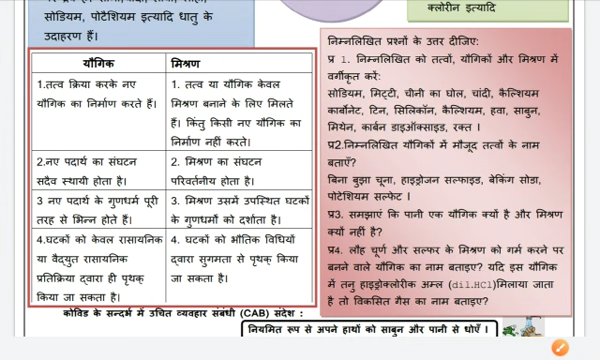 सोडियम, पोटैशियम इत्यादि धातु के
उदाहरण हैं।
क्लोरीन इत्यादि
यौगिक
मिश्रण
1.तत्व क्रिया करके नए
यौगिक का निर्माण करते हैं।
1. तत्व या यौगिक केवल
मिश्रण बनाने के लिए मिलते
हैं। किंतु किसी नए यौगिक का
निर्माण नहीं करते।
2.नए पदार्थ का संघटन
सदैव स्थायी होता है।
2. मिश्रण का संघटन
परिवर्तनीय होता है।
3 नए पदार्थ के गुणधर्म पूरी
तरह से भिन्न होते हैं।
3. मिश्रण उसमें उपस्थित घटकों
के गुणधर्मो को दर्शाता है।
4.घटकों को केवल रासायनिक
या वैद्युत रासायनिक
प्रतिक्रिया द्वारा ही पृथक्
किया जा सकता है।
4. घटकों को भौतिक विधियों
द्वारा सुगमता से पृथक् किया
जा सकता है।
निम्नलिखित प्रश्नों के उत्तर दीजिए:
प्र 1. निम्नलिखित को तत्वों, यौगिकों और मिश्रण में
वर्गीकृत करें:
सोडियम, मिट्टी, चीनी का घोल, चांदी, कैल्शियम
कार्बोनेट, टिन, सिलिकॉन, कैल्शियम, हवा, साबुन,
मिथेन, कार्बन डाइऑक्साइड, रक्त ।
प्र2.निम्नलिखित यौगिकों में मौजूद तत्वों के नाम
बताएँ?
बिना बुझा चूना, हाइड्रोजन सल्फाइड, बेकिंग सोडा,
पोटेशियम सल्फेट ।
प्र3. समझाएं कि पानी एक यौगिक क्यों है और मिश्रण
क्यों नहीं है?
प्र4. लौह चूर्ण और सल्फर के मिश्रण को गर्म करने पर
बनने वाले यौगिक का नाम बताइए? यदि इस यौगिक
में तनु हाइड्रोक्लोरीक अम्ल (dil.HCl)मिलाया जाता
है तो विकसित गैस का नाम बताइए?
कोविड के सन्दर्भ में उचित व्यवहार संबंधी (CAB) संदेश :
नियमित रूप से अपने हाथों को साबुन और पानी से धोएँ ।